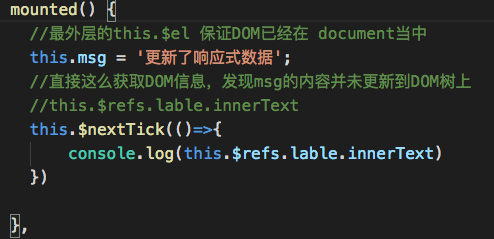 mounted() {
//最外层的this.$el 保证DOM已经在 document当中
this.msg = '更新了响应式数据';
//直接这么获取DOM信息，发现msg的内容并未更新到DOM树上
//this.$refs.lable.innerText
this.$nextTick(()=>{
console.log(this.$refs.lable.innerText)
})
},